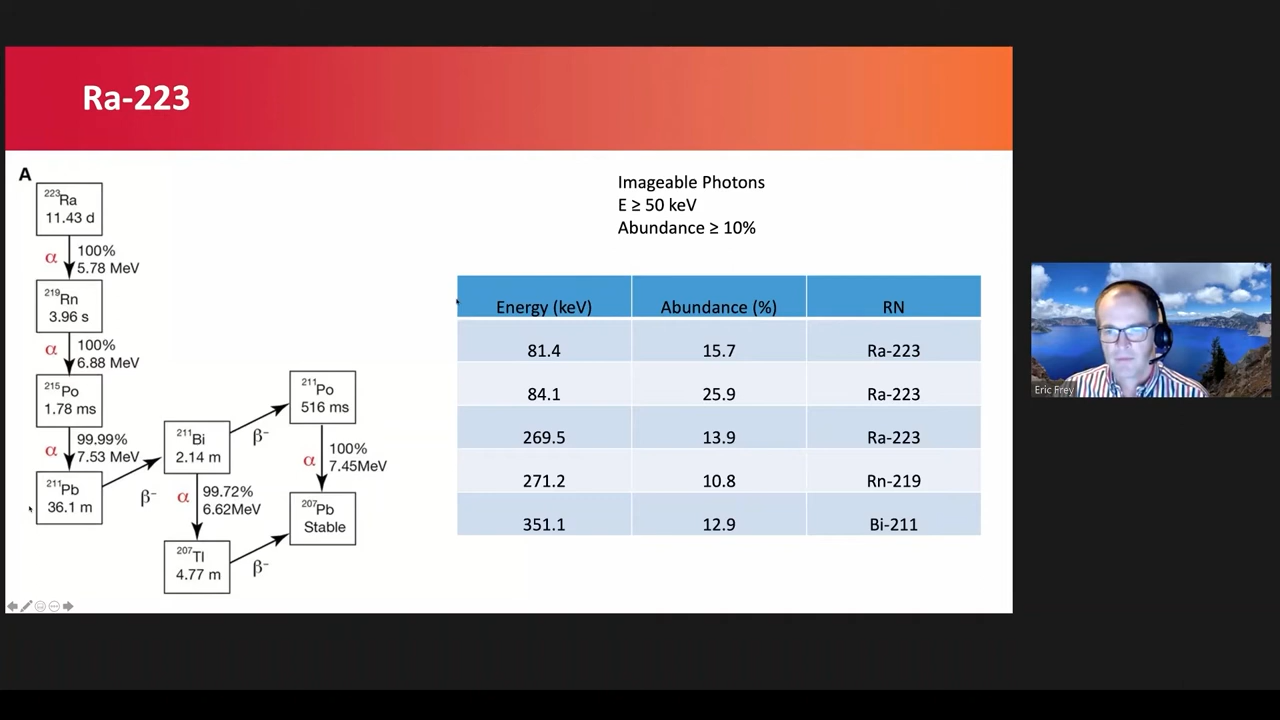 Ra-223
A
223Ra
11.43 d
α
100%
5.78 MeV
219Rn
3.96 s
α
100%
6.88 MeV
215Po
1.78 ms
α
99.99%
7.53 MeV
211Pb
36.1 m
β−
211Bi
2.14 m
β−
211Po
516 ms
α
99.72%
6.62MeV
α
100%
7.45MeV
207Pb
Stable
207Tl
4.77 m
β−
Imageable Photons
E ≥ 50 keV
Abundance ≥ 10%
Energy (keV) Abundance (%) RN
81.4 15.7 Ra-223
84.1 25.9 Ra-223
269.5 13.9 Ra-223
271.2 10.8 Rn-219
351.1 12.9 Bi-211
Eric Frey